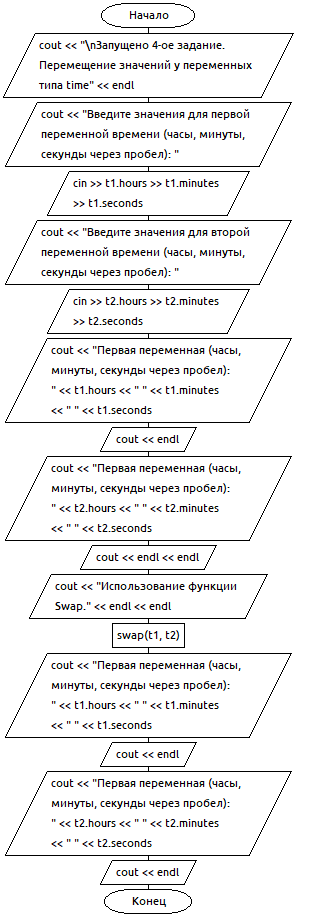 Начало
cout << "\nЗапущено 4-ое задание.
Перемещение значений у переменных
типа time" << endl
cout << "Введите значения для первой
переменной времени (часы, минуты,
секунды через пробел): "
cin >> t1.hours >> t1.minutes
>> t1.seconds
cout << "Введите значения для второй
переменной времени (часы, минуты,
секунды через пробел): "
cin >> t2.hours >> t2.minutes
>> t2.seconds
cout << "Первая переменная (часы,
минуты, секунды через пробел):
" << t1.hours << " " << t1.minutes
<< " " << t1.seconds
cout << endl
cout << "Первая переменная (часы,
минуты, секунды через пробел):
" << t2.hours << " " << t2.minutes
<< " " << t2.seconds
cout << endl << endl
cout << "Использование функции
Swap." << endl << endl
swap(t1, t2)
cout << "Первая переменная (часы,
минуты, секунды через пробел):
" << t1.hours << " " << t1.minutes
<< " " << t1.seconds
cout << endl
cout << "Первая переменная (часы,
минуты, секунды через пробел):
" << t2.hours << " " << t2.minutes
<< " " << t2.seconds
cout << endl
Конец